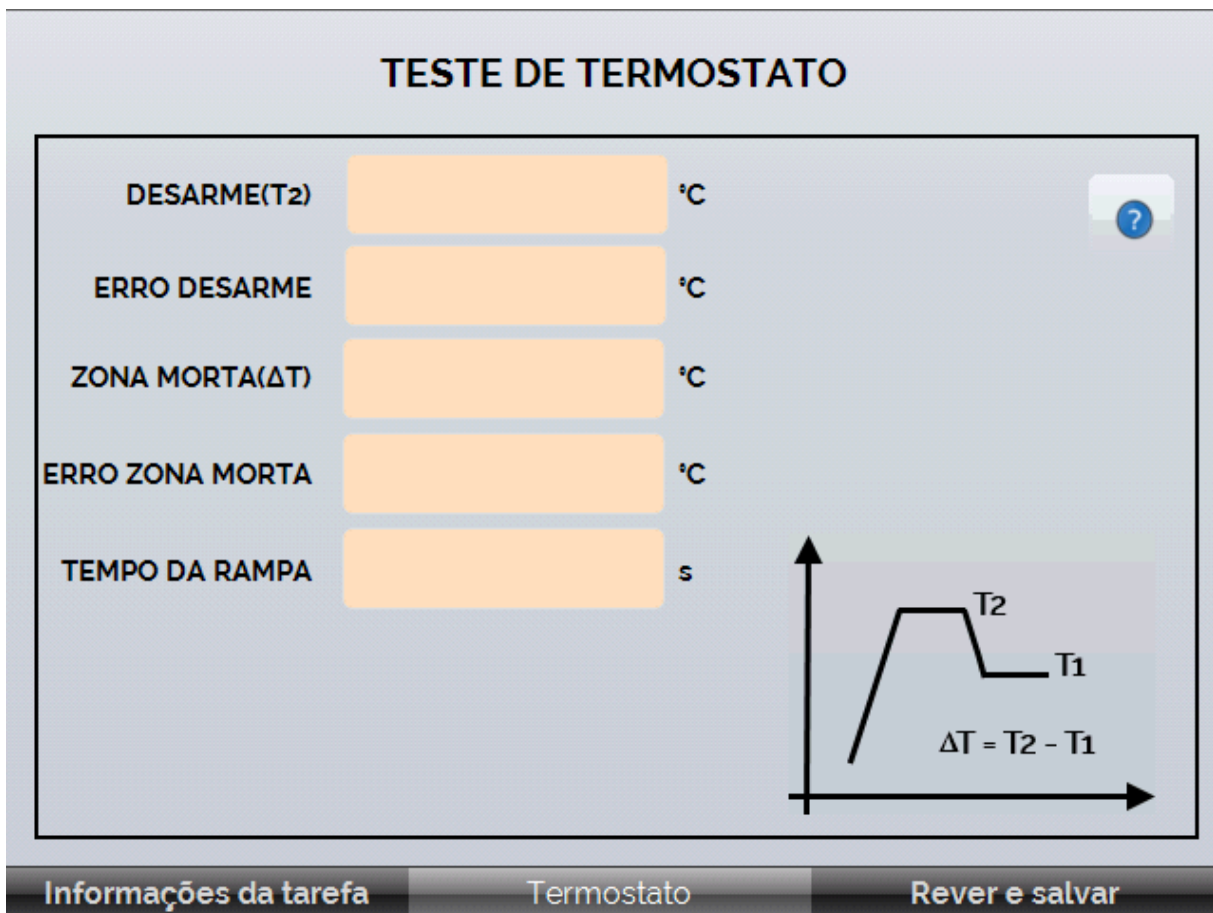 TESTE DE TERMOSTATO
DESARME(T2) °C
?
ERRO DESARME °C
ZONA MORTA(ΔT) °C
ERRO ZONA MORTA °C
TEMPO DA RAMPA s
T2
T1
ΔT = T2 - T1
Informações da tarefa Termostato Rever e salvar